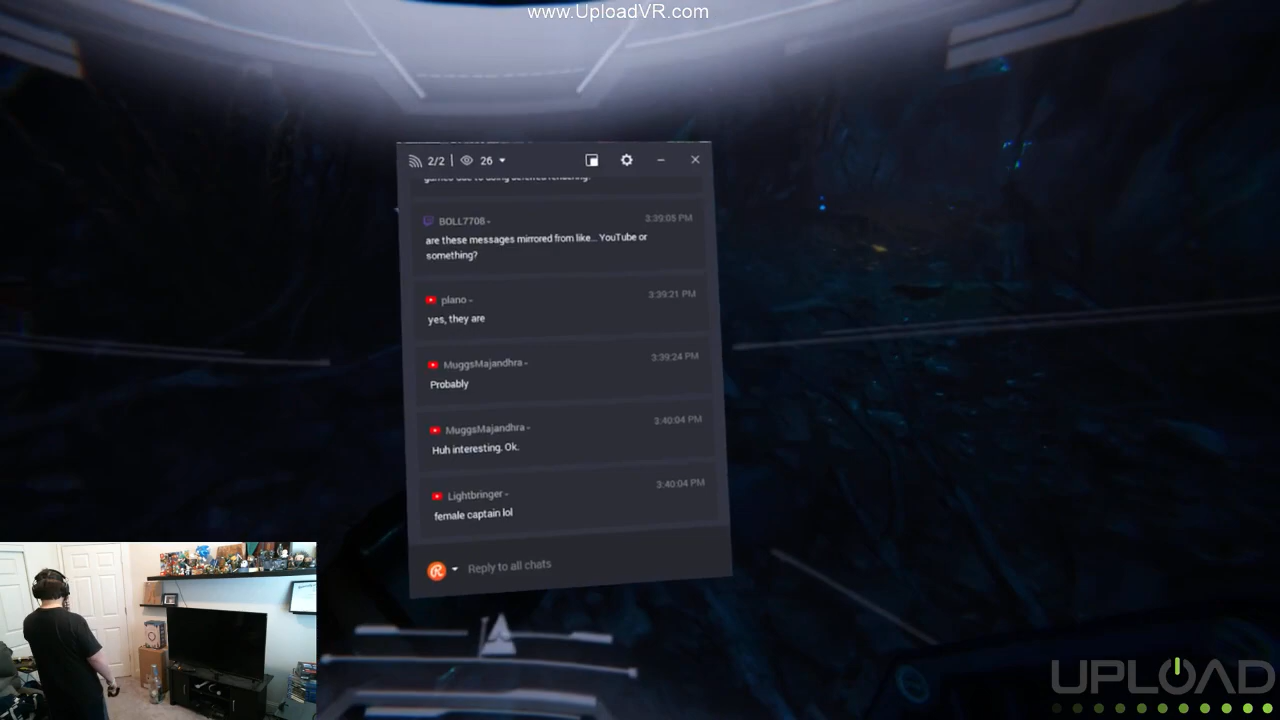 www.UploadVR.com
2/2 | 26
BOLL7708 - 3:39:05 PM
are these messages mirrored from like... YouTube or
something?
plano - 3:39:21 PM
yes, they are
MuggsMajandhra - 3:39:24 PM
Probably
MuggsMajandhra - 3:40:04 PM
Huh interesting. Ok.
Lightbringer - 3:40:04 PM
female captain lol
Reply to all chats
UPLOAD